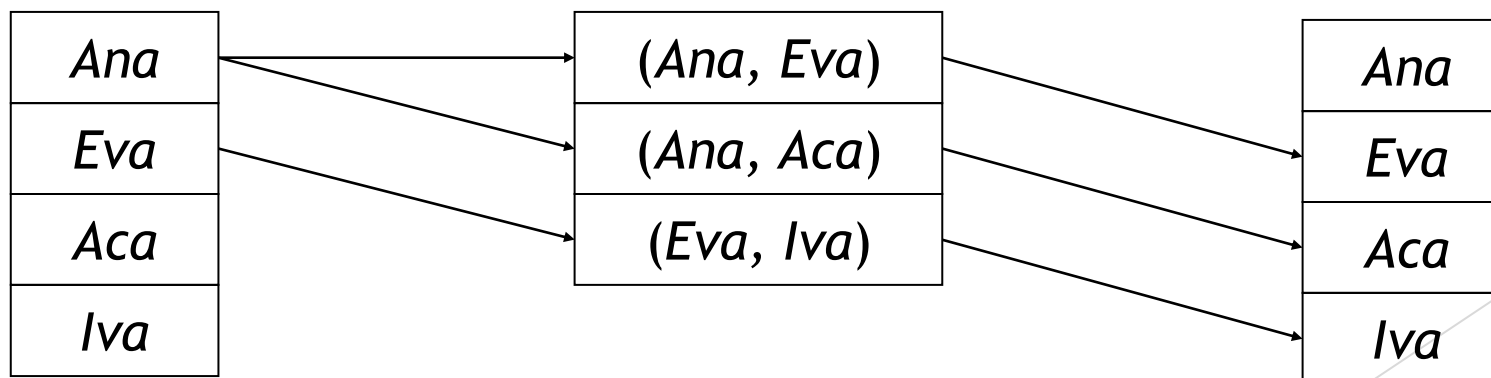 Ana
Eva
Aca
Iva
(Ana, Eva)
(Ana, Aca)
(Eva, Iva)
Ana
Eva
Aca
Iva